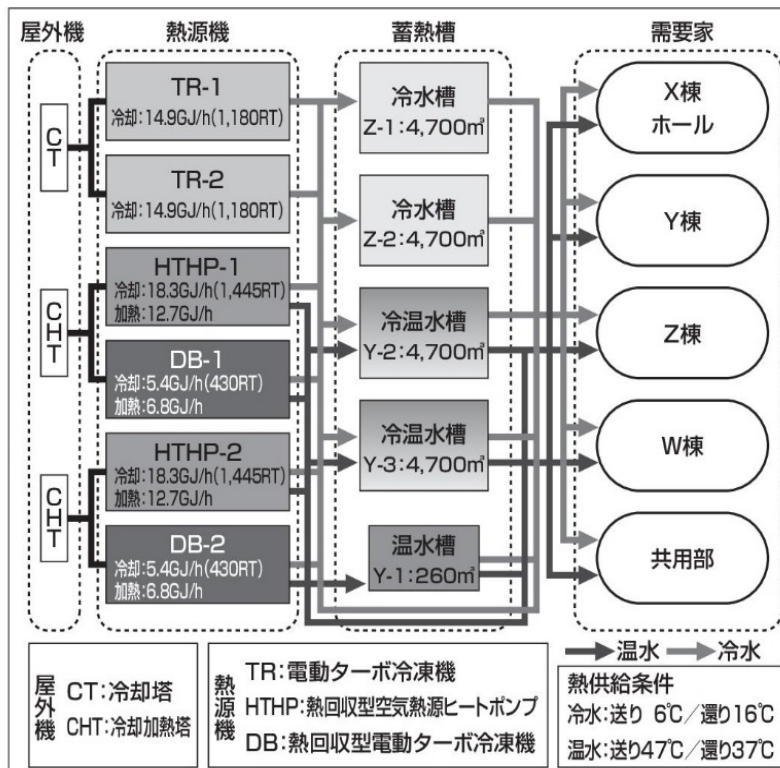 屋外機
熱源機
蓄熱槽
需要家
CT
CHT
CHT
TR-1
冷却:14.9GJ/h(1,180RT)
TR-2
冷却:14.9GJ/h(1,180RT)
HTHP-1
冷却:18.3GJ/h(1,445RT)
加熱:12.7GJ/h
DB-1
冷却:5.4GJ/h(430RT)
加熱:6.8GJ/h
HTHP-2
冷却:18.3GJ/h(1,445RT)
加熱:12.7GJ/h
DB-2
冷却:5.4GJ/h(430RT)
加熱:6.8GJ/h
冷水槽
Z-1:4,700㎥
冷水槽
Z-2:4,700㎥
冷温水槽
Y-2:4,700㎥
冷温水槽
Y-3:4,700㎥
温水槽
Y-1:260㎥
X棟
ホール
Y棟
Z棟
W棟
共用部
屋外機
CT:冷却塔
CHT:冷却加熱塔
熱源機
TR:電動ターボ冷凍機
HTHP:熱回収型空気熱源ヒートポンプ
DB:熱回収型電動ターボ冷凍機
温水 冷水
熱供給条件
冷水:送り 6℃/還り16℃
温水:送り47℃/還り37℃